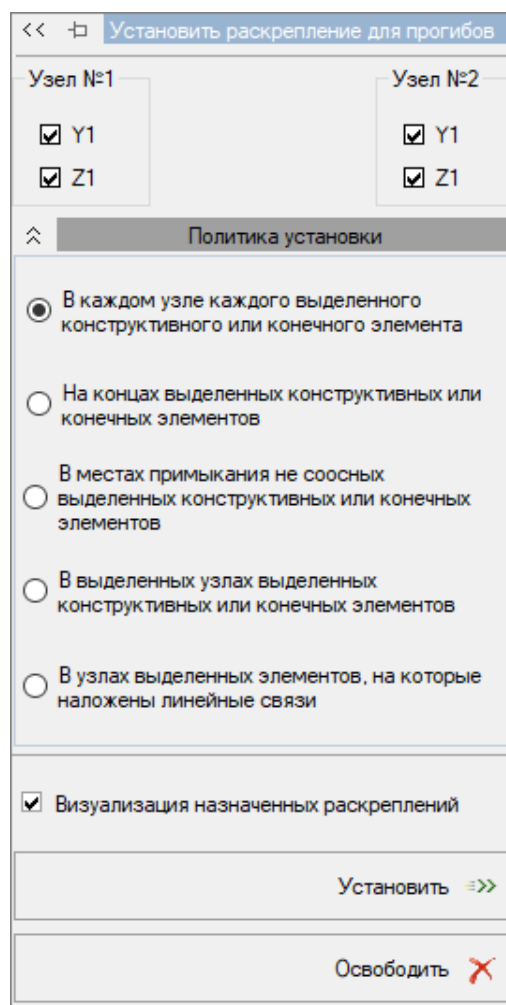 << Установить раскрепление для прогибов
Узел №1 Узел №2
Y1 Y1
Z1 Z1
Политика установки
В каждом узле каждого выделенного
конструктивного или конечного элемента
На концах выделенных конструктивных или
конечных элементов
В местах примыкания не соосных
выделенных конструктивных или конечных
элементов
В выделенных узлах выделенных
конструктивных или конечных элементов
В узлах выделенных элементов, на которые
наложены линейные связи
Визуализация назначенных раскреплений
Установить
Освободить